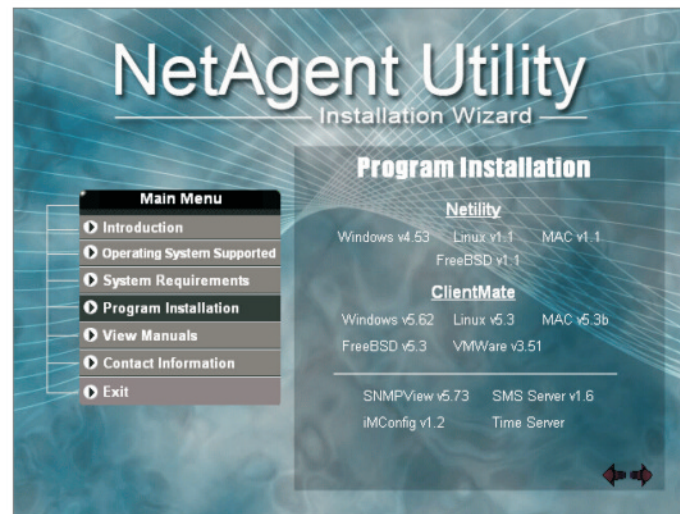 NetAgent Utility
Installation Wizard
Main Menu
Introduction
Operating System Supported
System Requirements
Program Installation
View Manuals
Contact Information
Exit
Program Installation
Netility
Windows v4.53 Linux v1.1 MAC v1.1
FreeBSD v1.1
ClientMate
Windows v5.62 Linux v5.3 MAC v5.3b
FreeBSD v5.3 VMWare v3.51
SNMPView v5.73 SMS Server v1.6
iMConfig v1.2 Time Server